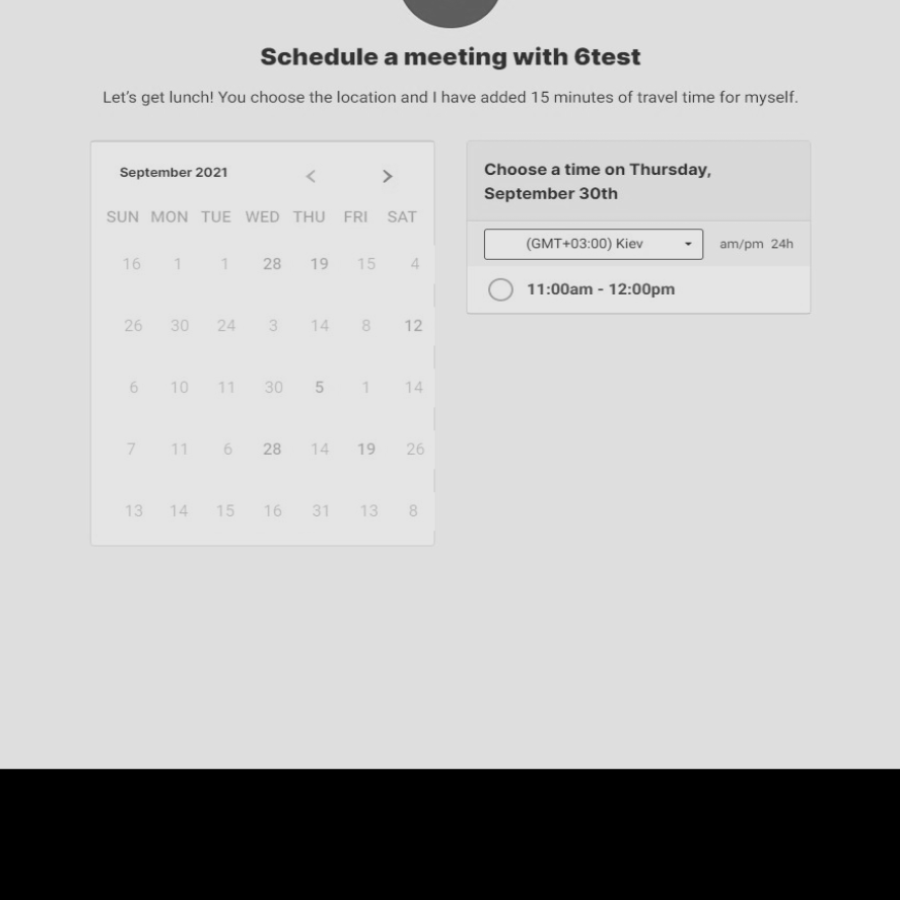 Schedule a meeting with 6test
Let's get lunch! You choose the location and I have added 15 minutes of travel time for myself.
September 2021 < >
SUN MON TUE WED THU FRI SAT
16 1 1 28 19 15 4
26 30 24 3 14 8 12
6 10 11 30 5 1 14
7 11 6 28 14 19 26
13 14 15 16 31 13 8
Choose a time on Thursday,
September 30th
(GMT+03:00) Kiev am/pm 24h
11:00am - 12:00pm